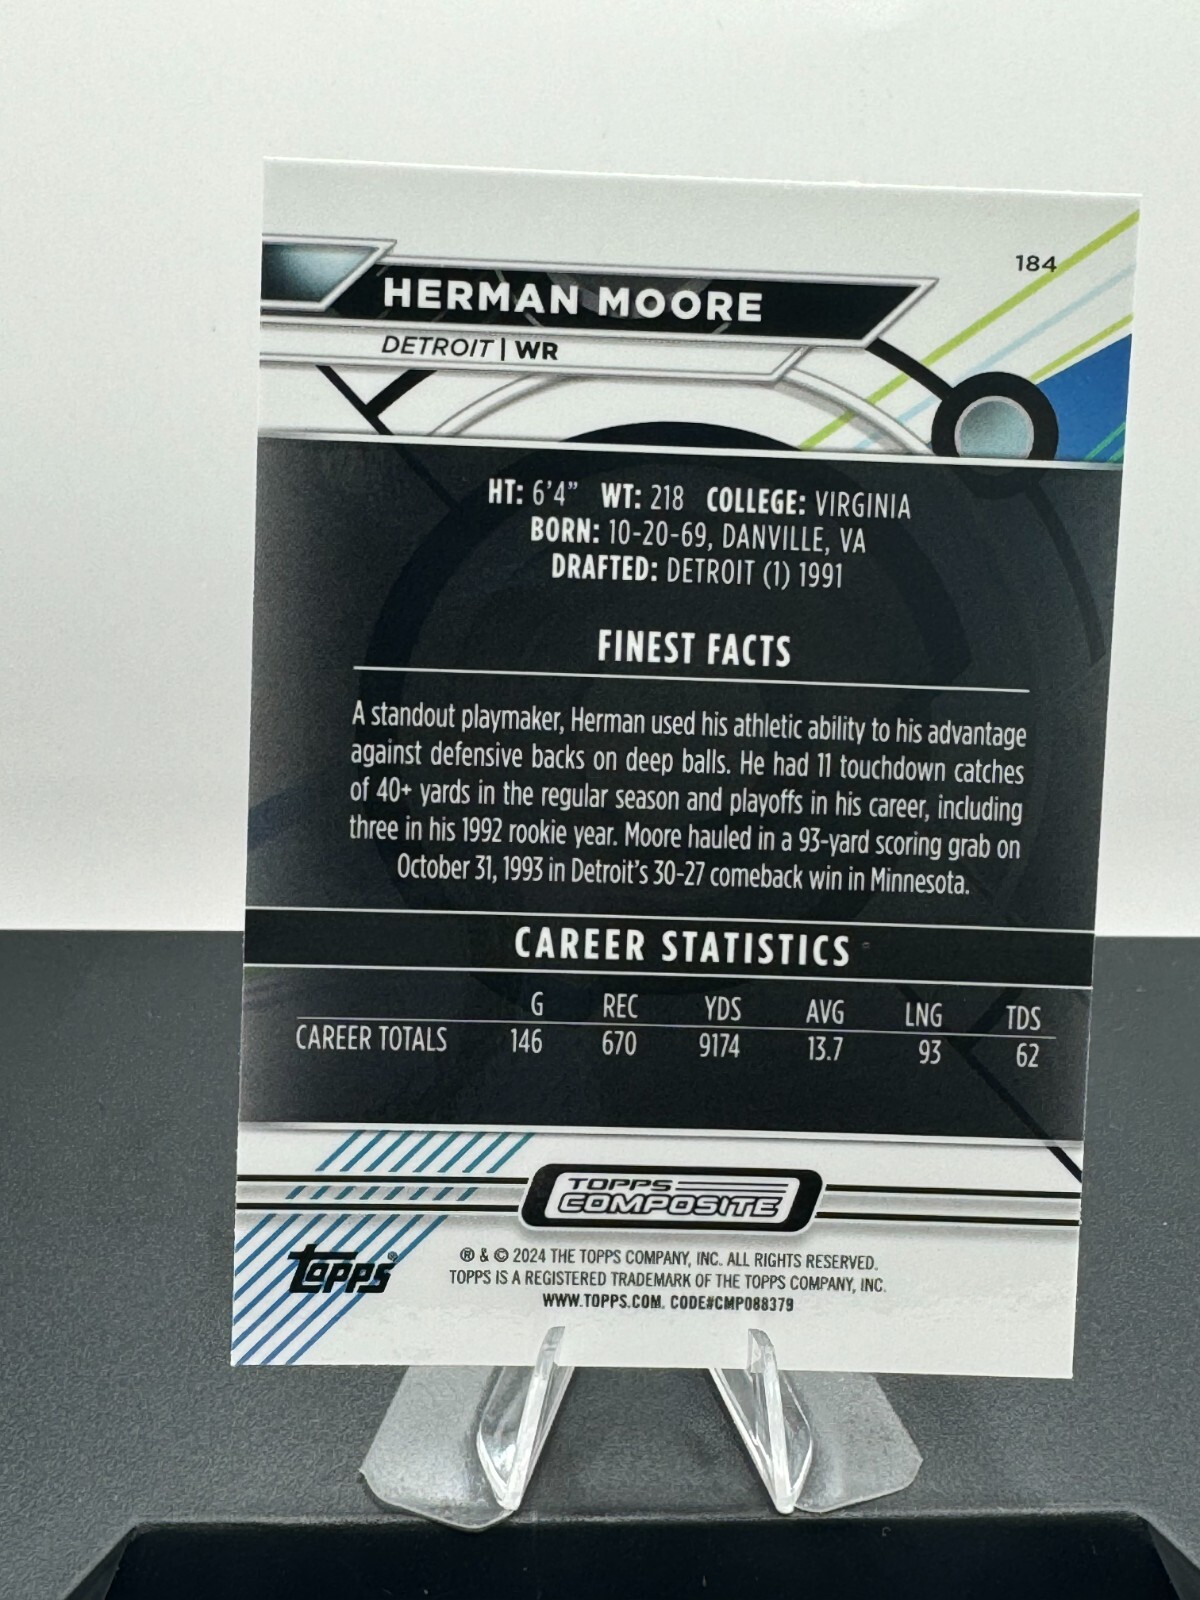 184
HERMAN MOORE
DETROIT | WR
HT: 6'4" WT: 218 COLLEGE: VIRGINIA
BORN: 10-20-69, DANVILLE, VA
DRAFTED: DETROIT (1) 1991
FINEST FACTS
A standout playmaker, Herman used his athletic ability to his advantage
against defensive backs on deep balls. He had 11 touchdown catches
of 40+ yards in the regular season and playoffs in his career, including
three in his 1992 rookie year. Moore hauled in a 93-yard scoring grab on
October 31, 1993 in Detroit's 30-27 comeback win in Minnesota.
CAREER STATISTICS
G REC YDS AVG LNG TDS
CAREER TOTALS 146 670 9174 13.7 93 62
TOPPS
COMPOSITE
Topps®
® & © 2024 THE TOPPS COMPANY, INC. ALL RIGHTS RESERVED.
TOPPS IS A REGISTERED TRADEMARK OF THE TOPPS COMPANY, INC.
WWW.TOPPS.COM. CODE#CMP088379